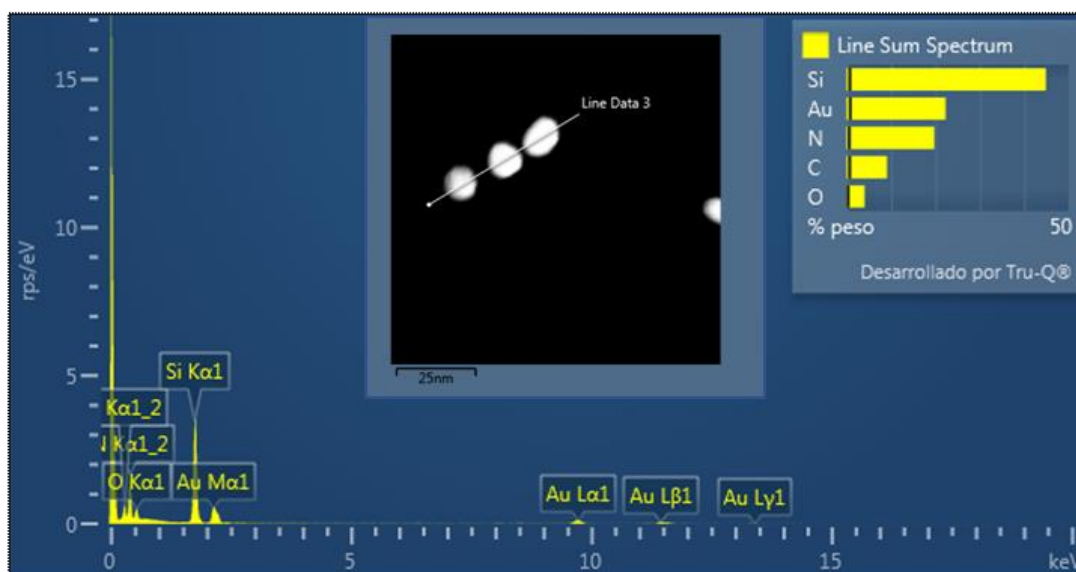 Line Sum Spectrum
Si
Au
N
C
O
% peso
50
Desarrollado por Tru-Q®
Line Data 3
25nm
rps/eV
15
10
5
0
Kα1_2
Kα1_2
O Kα1
Si Kα1
Au Mα1
Au Lα1
Au Lβ1
Au Lγ1
0
5
10
15
keV